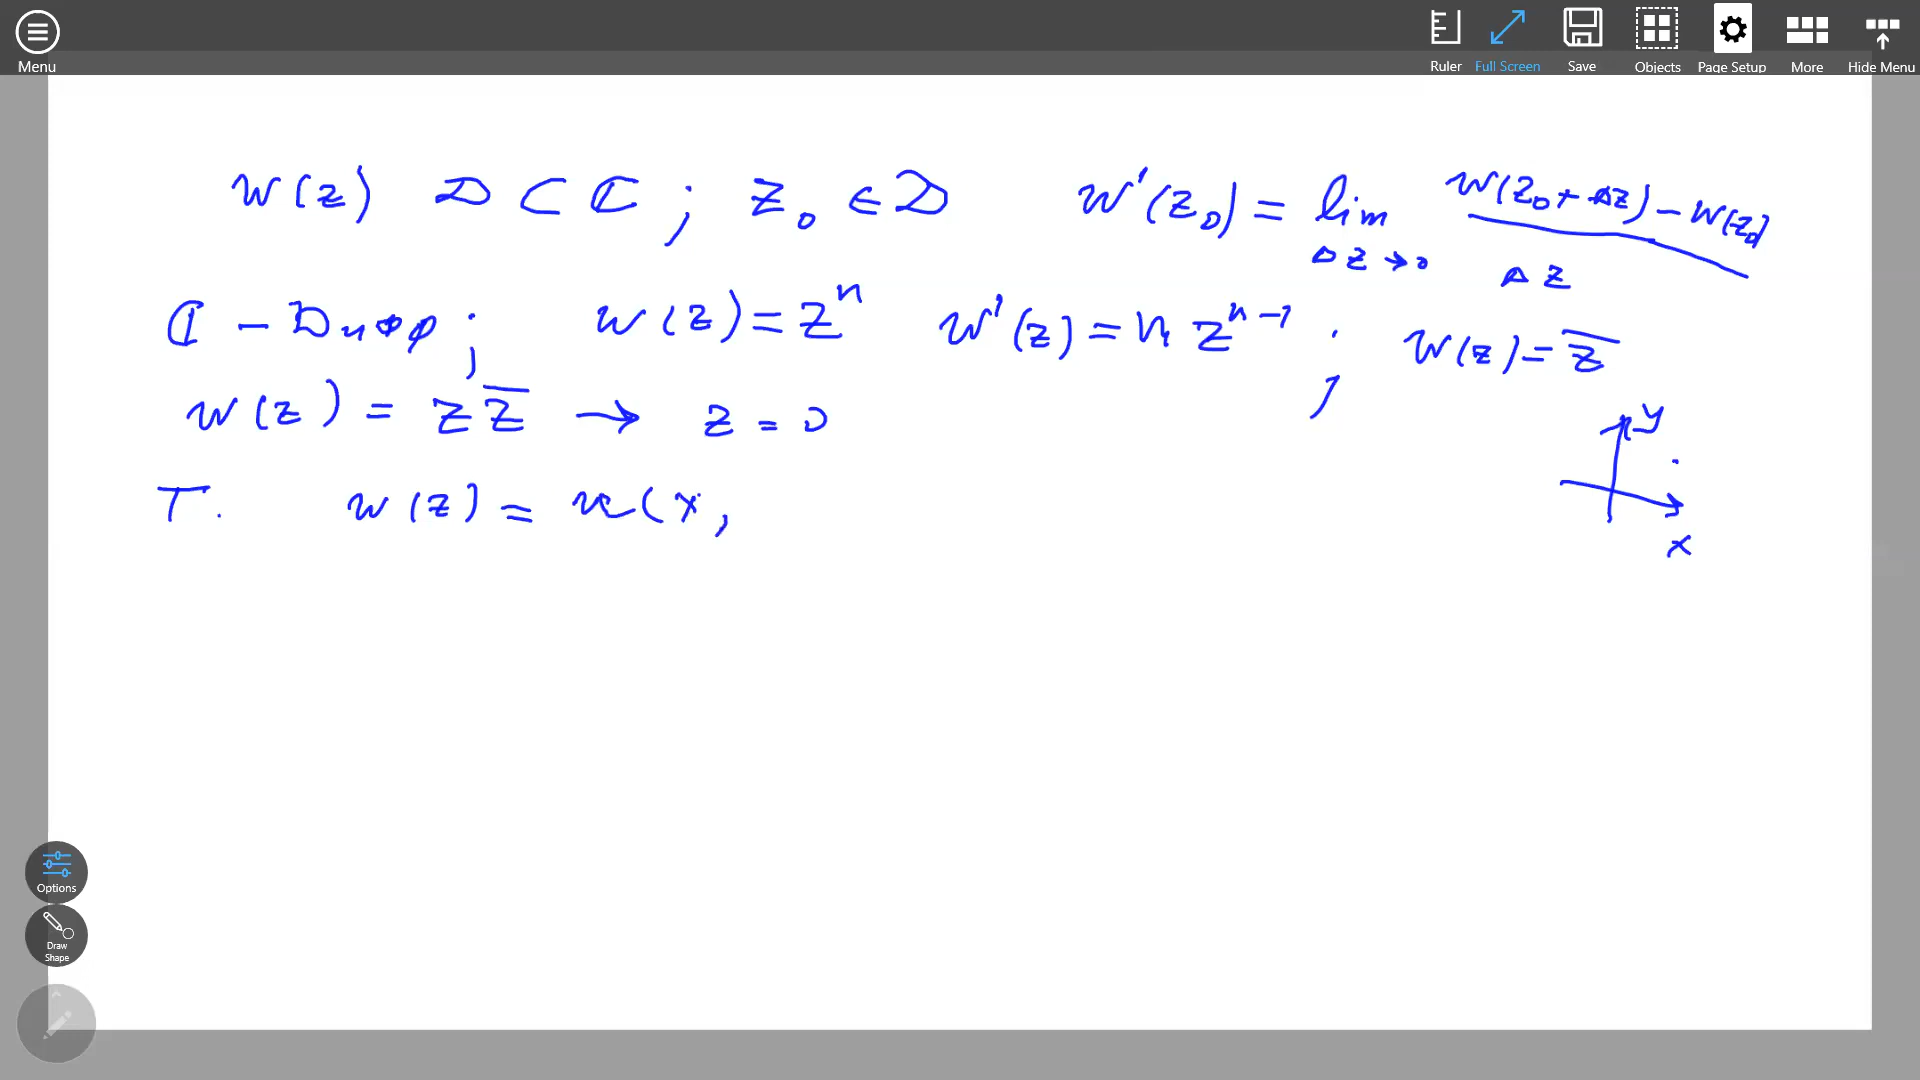 Menu
Ruler Full Screen Save Objects Page Setup More Hide Menu
w(z) D ⊂ ℂ ; z₀ ∈ D w'(z₀) = lim_{Δz→0} (w(z₀+Δz) − w(z₀)) / Δz
ℂ − Дифф ; w(z) = zⁿ w'(z) = n zⁿ⁻¹ ; w(z) = z̅
w(z) = z z̅ → z = 0
y
T. w(z) = u(x,
x
Options
Draw
Shape